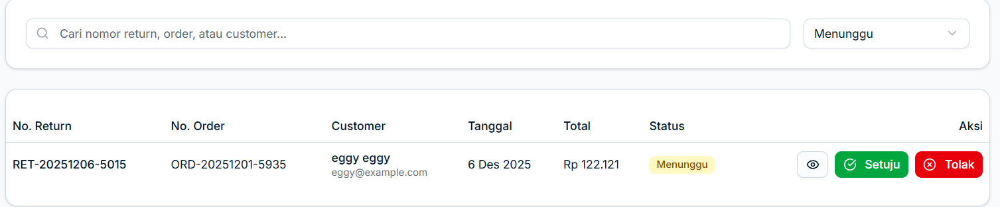 Cari nomor return, order, atau customer...
Menunggu
No. Return No. Order Customer Tanggal Total Status Aksi
RET-20251206-5015 ORD-20251201-5935 eggy eggy 6 Des 2025 Rp 122.121 Menunggu Setuju Tolak
eggy@example.com